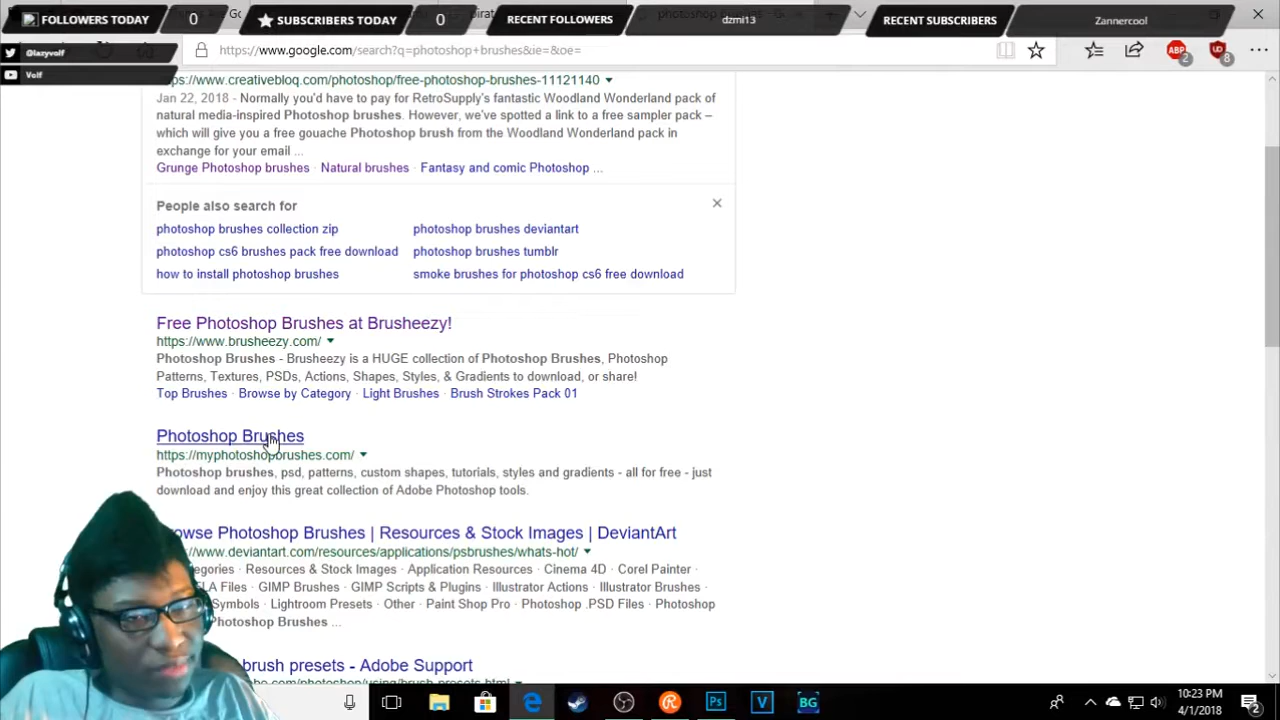 FOLLOWERS TODAY 0 SUBSCRIBERS TODAY 0 RECENT FOLLOWERS dzmi13 RECENT SUBSCRIBERS Zannercool
@lazyvolf
https://www.google.com/search?q=photoshop+brushes&ie=&oe=
2 8
Volf
ps://www.creativebloq.com/photoshop/free-photoshop-brushes-11121140
Jan 22, 2018 - Normally you'd have to pay for RetroSupply's fantastic Woodland Wonderland pack of
natural media-inspired Photoshop brushes. However, we've spotted a link to a free sampler pack –
which will give you a free gouache Photoshop brush from the Woodland Wonderland pack in
exchange for your email ...
Grunge Photoshop brushes · Natural brushes · Fantasy and comic Photoshop ...
People also search for
photoshop brushes collection zip photoshop brushes deviantart
photoshop cs6 brushes pack free download photoshop brushes tumblr
how to install photoshop brushes smoke brushes for photoshop cs6 free download
Free Photoshop Brushes at Brusheezy!
https://www.brusheezy.com/
Photoshop Brushes - Brusheezy is a HUGE collection of Photoshop Brushes, Photoshop
Patterns, Textures, PSDs, Actions, Shapes, Styles, & Gradients to download, or share!
Top Brushes · Browse by Category · Light Brushes · Brush Strokes Pack 01
Photoshop Brushes
https://myphotoshopbrushes.com/
Photoshop brushes, psd, patterns, custom shapes, tutorials, styles and gradients - all for free - just
download and enjoy this great collection of Adobe Photoshop tools.
owse Photoshop Brushes | Resources & Stock Images | DeviantArt
www.deviantart.com/resources/applications/psbrushes/whats-hot/
egories · Resources & Stock Images · Application Resources · Cinema 4D · Corel Painter ·
LA Files · GIMP Brushes · GIMP Scripts & Plugins · Illustrator Actions · Illustrator Brushes ·
Symbols · Lightroom Presets · Other · Paint Shop Pro · Photoshop .PSD Files · Photoshop
hotoshop Brushes ...
brush presets - Adobe Support
Ps V BG
10:23 PM
4/1/2018
2